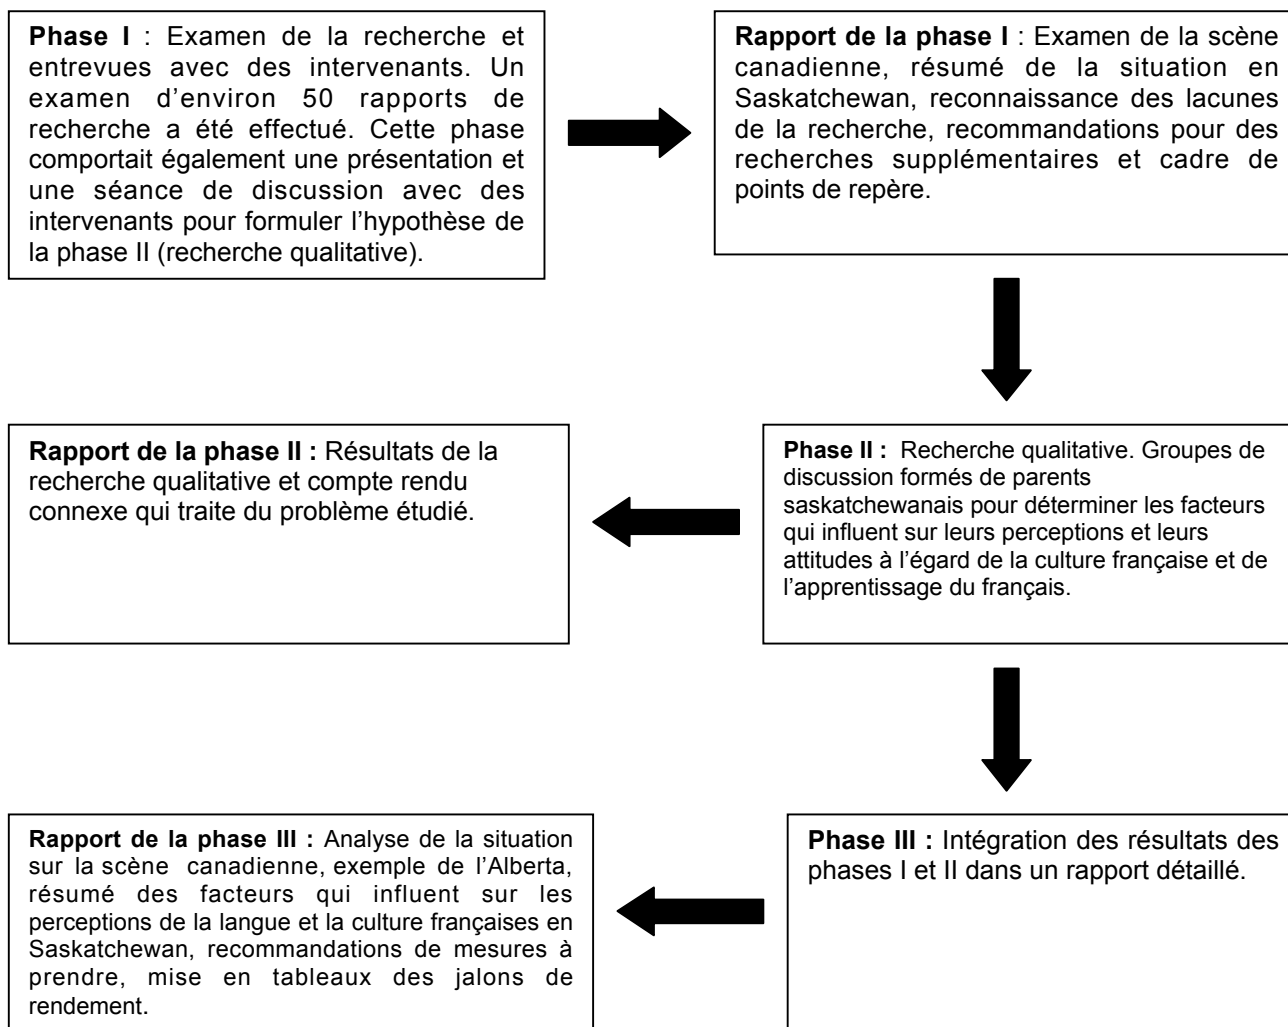 Phase I : Examen de la recherche et
entrevues avec des intervenants. Un
examen d'environ 50 rapports de
recherche a été effectué. Cette phase
comportait également une présentation et
une séance de discussion avec des
intervenants pour formuler l'hypothèse de
la phase II (recherche qualitative).
Rapport de la phase I : Examen de la scène
canadienne, résumé de la situation en
Saskatchewan, reconnaissance des lacunes
de la recherche, recommandations pour des
recherches supplémentaires et cadre de
points de repère.
Phase II : Recherche qualitative. Groupes de
discussion formés de parents
saskatchewanais pour déterminer les facteurs
qui influent sur leurs perceptions et leurs
attitudes à l'égard de la culture française et de
l'apprentissage du français.
Rapport de la phase II : Résultats de la
recherche qualitative et compte rendu
connexe qui traite du problème étudié.
Phase III : Intégration des résultats des
phases I et II dans un rapport détaillé.
Rapport de la phase III : Analyse de la situation
sur la scène canadienne, exemple de l'Alberta,
résumé des facteurs qui influent sur les
perceptions de la langue et la culture françaises en
Saskatchewan, recommandations de mesures à
prendre, mise en tableaux des jalons de
rendement.